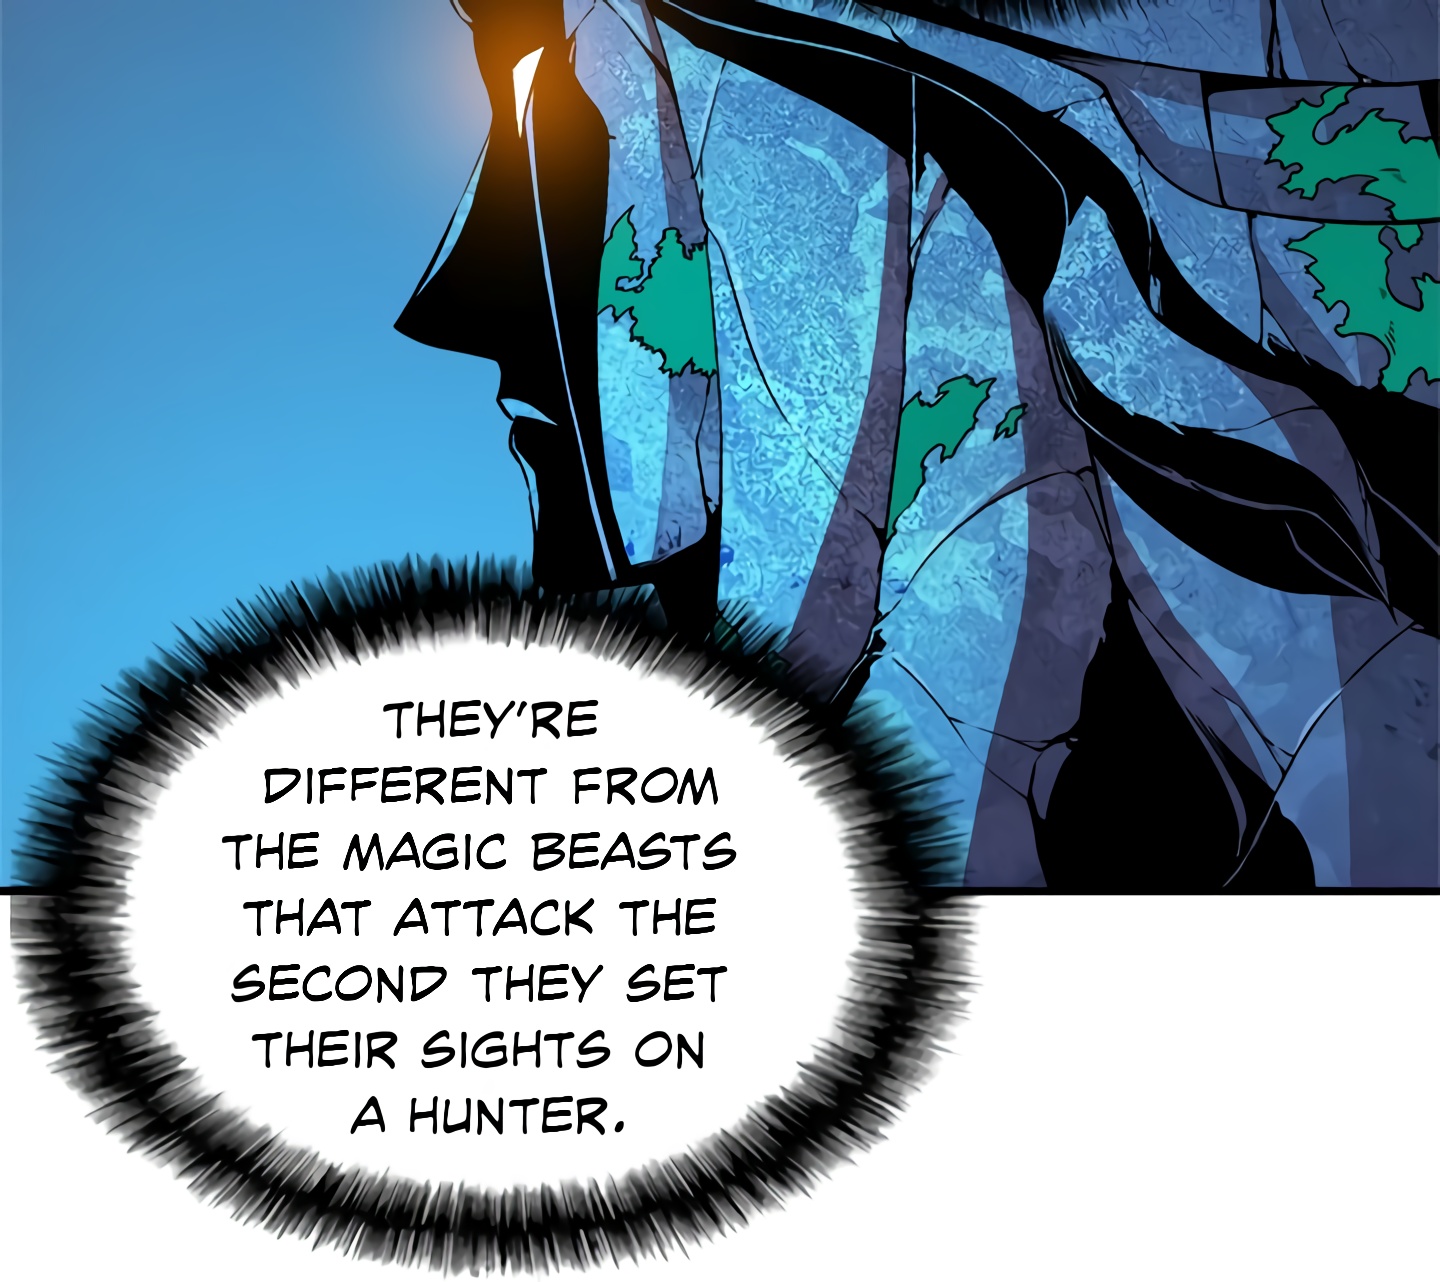 THEY'RE
DIFFERENT FROM
THE MAGIC BEASTS
THAT ATTACK THE
SECOND THEY SET
THEIR SIGHTS ON
A HUNTER.